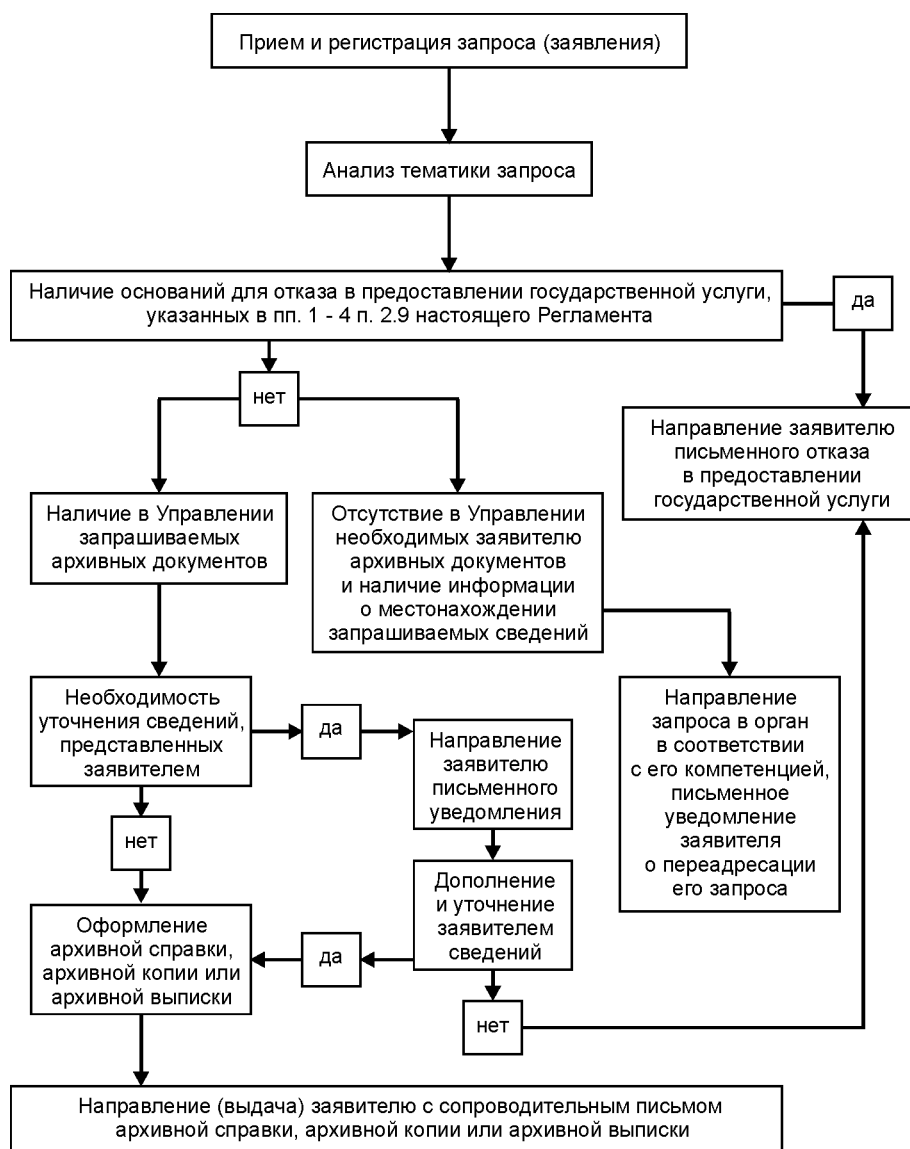 Прием и регистрация запроса (заявления)
Анализ тематики запроса
Наличие оснований для отказа в предоставлении государственной услуги,
указанных в пп. 1 - 4 п. 2.9 настоящего Регламента
да
нет
Направление заявителю
письменного отказа
в предоставлении
государственной услуги
Наличие в Управлении
запрашиваемых
архивных документов
Отсутствие в Управлении
необходимых заявителю
архивных документов
и наличие информации
о местонахождении
запрашиваемых сведений
Необходимость
уточнения сведений,
представленных
заявителем
да
Направление
заявителю
письменного
уведомления
Направление
запроса в орган
в соответствии
с его компетенцией,
письменное
уведомление
заявителя
о переадресации
его запроса
нет
Дополнение
и уточнение
заявителем
сведений
Оформление
архивной справки,
архивной копии или
архивной выписки
да
нет
Направление (выдача) заявителю с сопроводительным письмом
архивной справки, архивной копии или архивной выписки